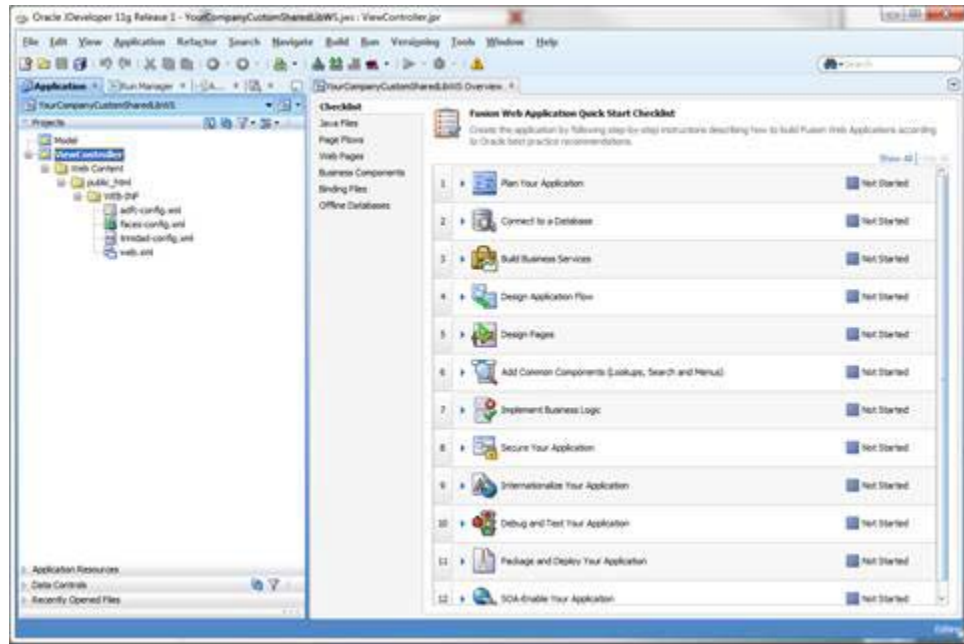 Oracle JDeveloper 11g Release 1 - YourCompanyCustomSharedLibWS.jws : ViewController.jpr
File Edit View Application Refactor Search Navigate Build Run Versioning Tools Window Help
Search
Application
Run Manager
YourCompanyCustomSharedLibWS Overview
YourCompanyCustomSharedLibWS
Projects
Model
ViewController
Web Content
public_html
WEB-INF
adfc-config.xml
faces-config.xml
trinidad-config.xml
web.xml
Application Resources
Data Controls
Recently Opened Files
Checklist
Java Files
Page Flows
Web Pages
Business Components
Binding Files
Offline Databases
Fusion Web Application Quick Start Checklist
Create the application by following step-by-step instructions describing how to build Fusion Web Applications according
to Oracle best practice recommendations.
Show All
1 Plan Your Application Not Started
2 Connect to a Database Not Started
3 Build Business Services Not Started
4 Design Application Flow Not Started
5 Design Pages Not Started
6 Add Common Components (Lookups, Search and Menus) Not Started
7 Implement Business Logic Not Started
8 Secure Your Application Not Started
9 Internationalize Your Application Not Started
10 Debug and Test Your Application Not Started
11 Package and Deploy Your Application Not Started
12 SOA-Enable Your Application Not Started
Editing